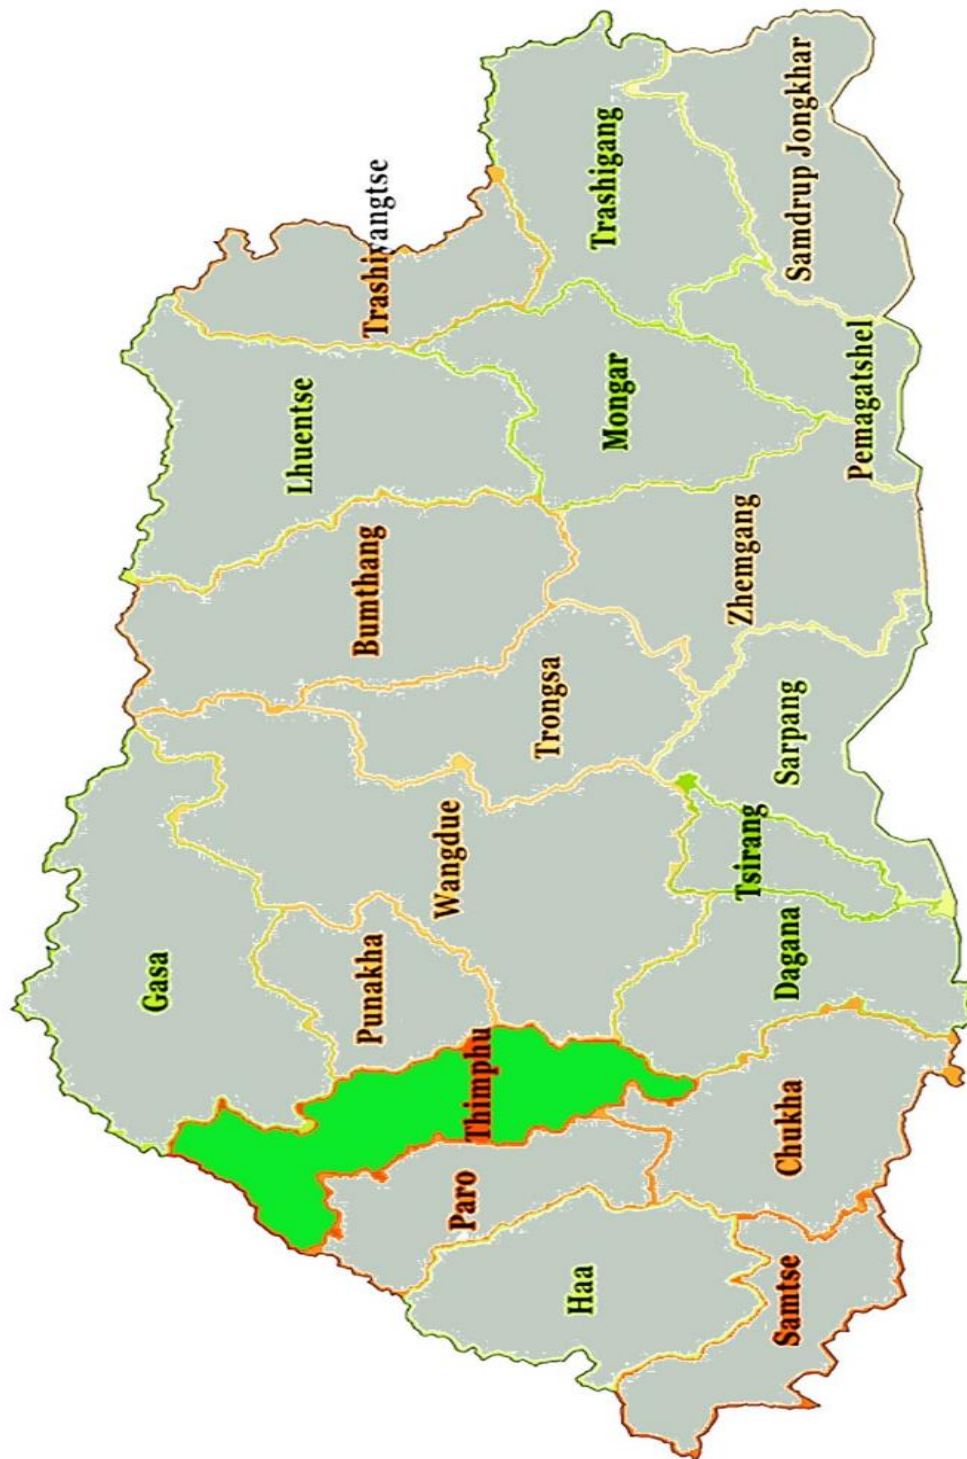 Gasa
Lhuentse
Trashiyangtse
Bumthang
Punakha
Wangdue
Thimphu
Paro
Trongsa
Mongar
Trashigang
Haa
Zhemgang
Tsirang
Dagana
Sarpang
Chukha
Samtse
Pemagatshel
Samdrup Jongkhar